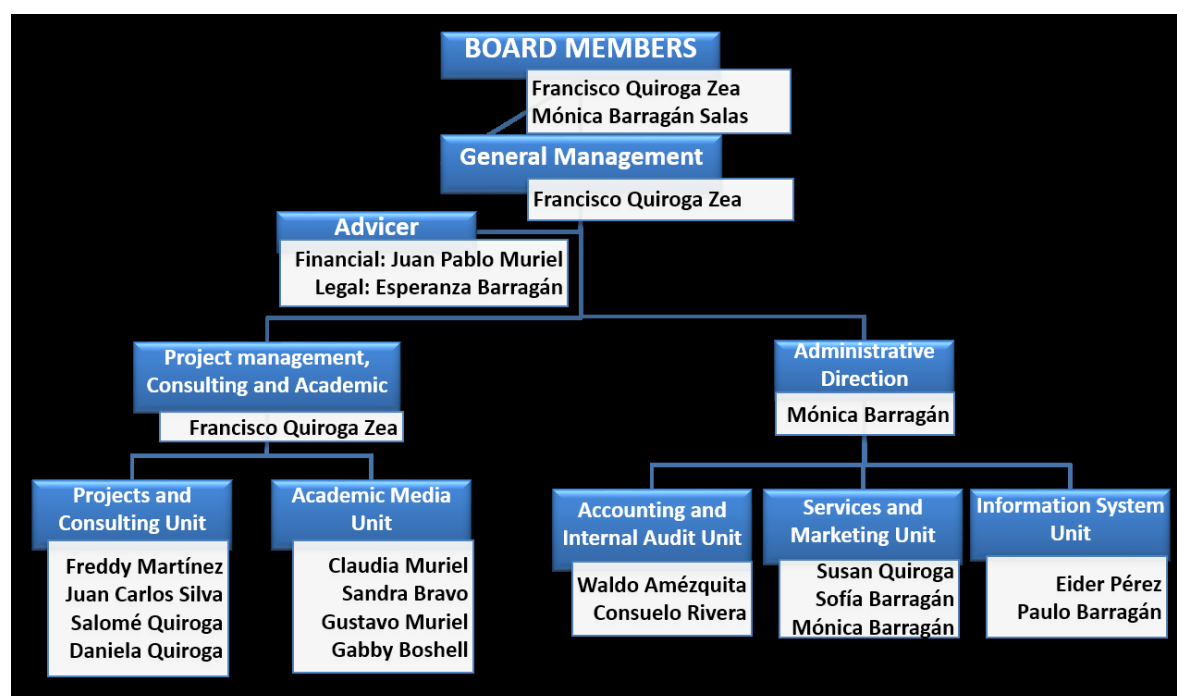 BOARD MEMBERS
Francisco Quiroga Zea
Mónica Barragán Salas
General Management
Francisco Quiroga Zea
Advicer
Financial: Juan Pablo Muriel
Legal: Esperanza Barragán
Project management,
Consulting and Academic
Francisco Quiroga Zea
Administrative
Direction
Mónica Barragán
Projects and
Consulting Unit
Freddy Martínez
Juan Carlos Silva
Salomé Quiroga
Daniela Quiroga
Academic Media
Unit
Claudia Muriel
Sandra Bravo
Gustavo Muriel
Gabby Boshell
Accounting and
Internal Audit Unit
Waldo Amézquita
Consuelo Rivera
Services and
Marketing Unit
Susan Quiroga
Sofía Barragán
Mónica Barragán
Information System
Unit
Eider Pérez
Paulo Barragán